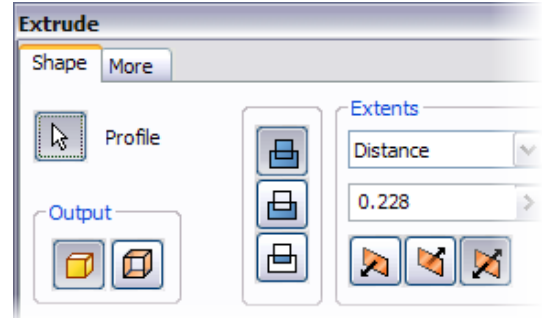 Extrude
Shape More
Profile
Extents
Distance
0.228
Output